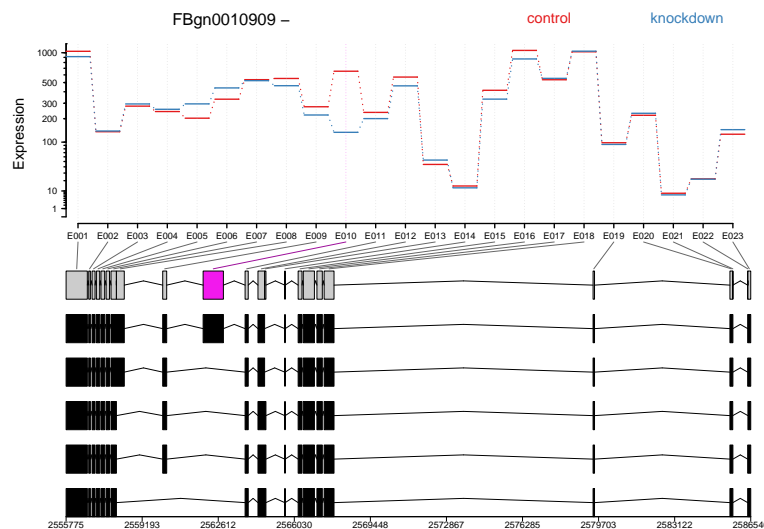 FBgn0010909 –
control
knockdown
Expression
1000
500
300
200
100
10
1
E001 E002 E003 E004 E005 E006 E007 E008 E009 E010 E011 E012 E013 E014 E015 E016 E017 E018 E019 E020 E021 E022 E023
2555775 2559193 2562612 2566030 2569448 2572867 2576285 2579703 2583122 258654